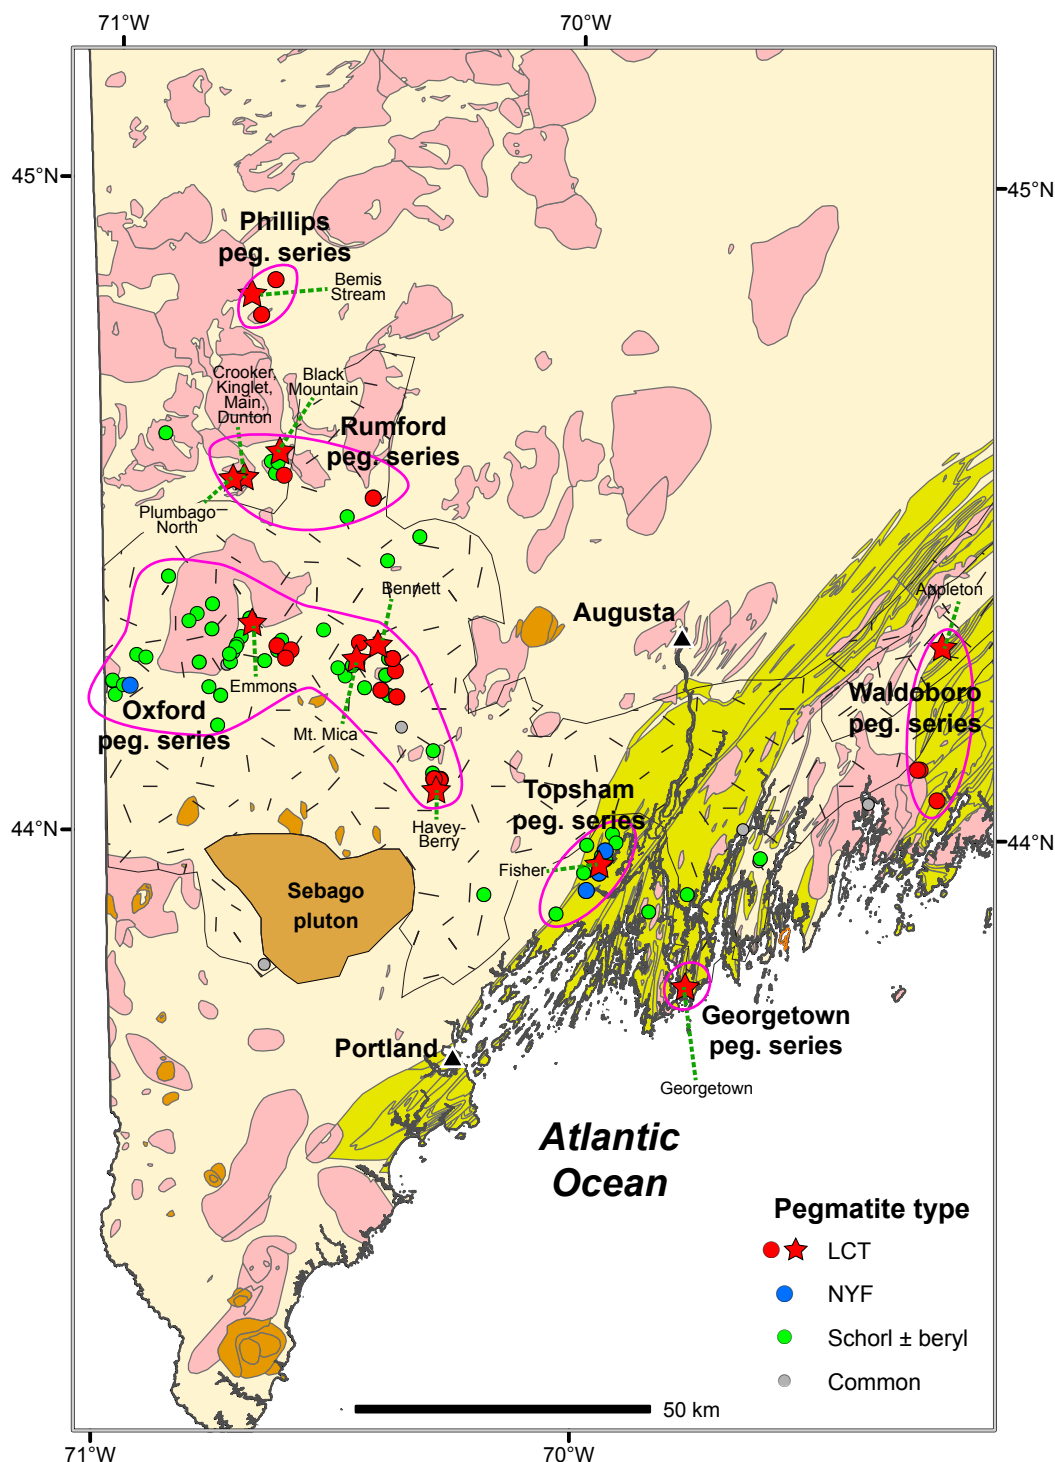 71°W
70°W
45°N
45°N
Phillips
peg. series
Bemis
Stream
Crooker,
Kinglet,
Main,
Dunton
Black
Mountain
Rumford
peg. series
Plumbago
North
Bennett
Augusta
Appleton
Emmons
Oxford
peg. series
Mt. Mica
Waldoboro
peg. series
Topsham
peg. series
44°N
44°N
Havey-
Berry
Fisher
Sebago
pluton
Georgetown
peg. series
Portland
Georgetown
Atlantic
Ocean
Pegmatite type
LCT
NYF
Schorl ± beryl
Common
50 km
71°W
70°W